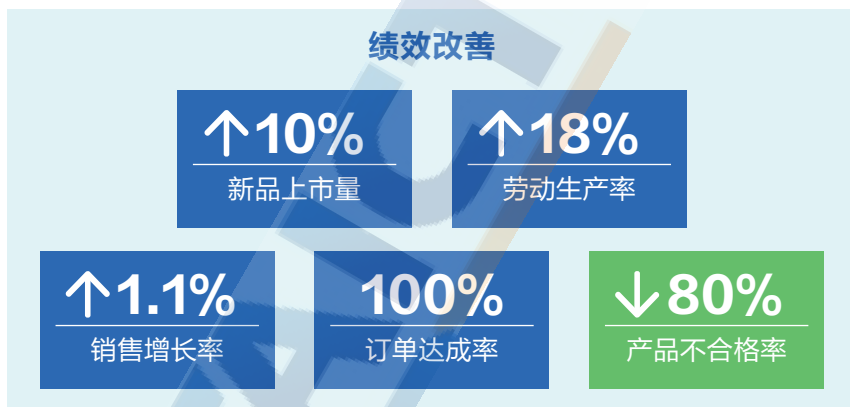 绩效改善
↑10%
新品上市量
↑18%
劳动生产率
↑1.1%
销售增长率
100%
订单达成率
↓80%
产品不合格率